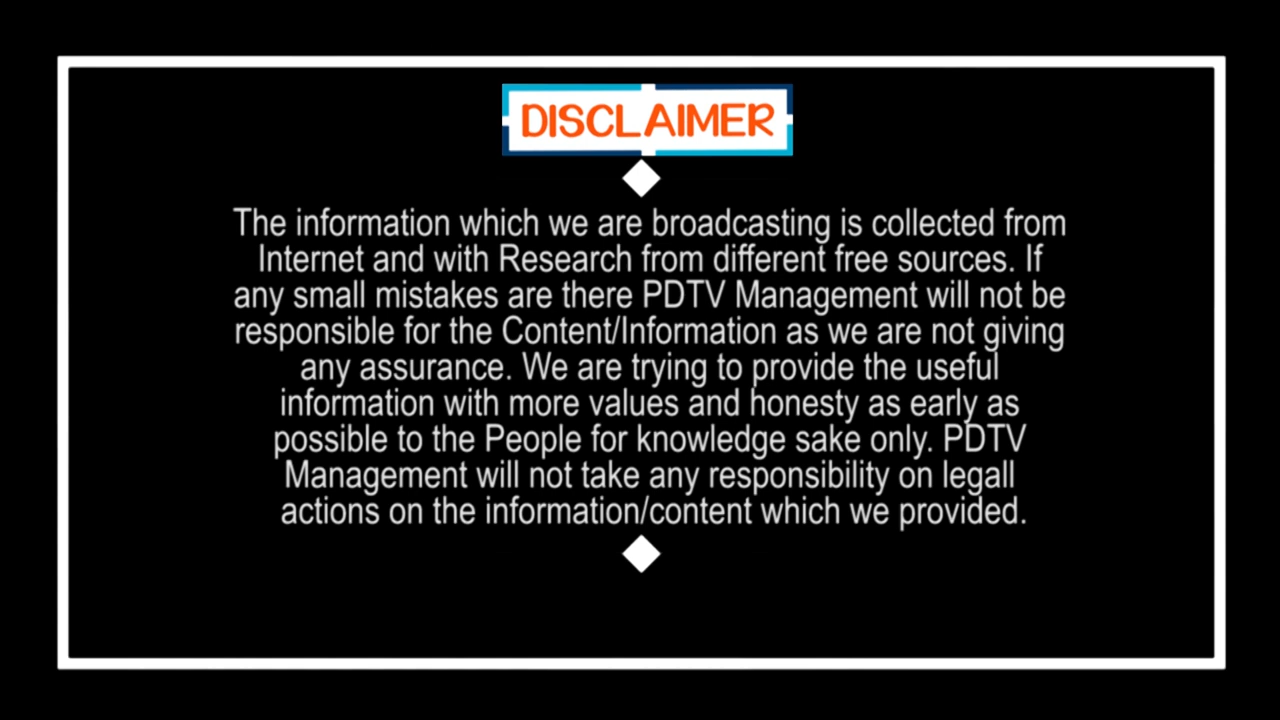 DISCLAIMER
The information which we are broadcasting is collected from
Internet and with Research from different free sources. If
any small mistakes are there PDTV Management will not be
responsible for the Content/Information as we are not giving
any assurance. We are trying to provide the useful
information with more values and honesty as early as
possible to the People for knowledge sake only. PDTV
Management will not take any responsibility on legall
actions on the information/content which we provided.